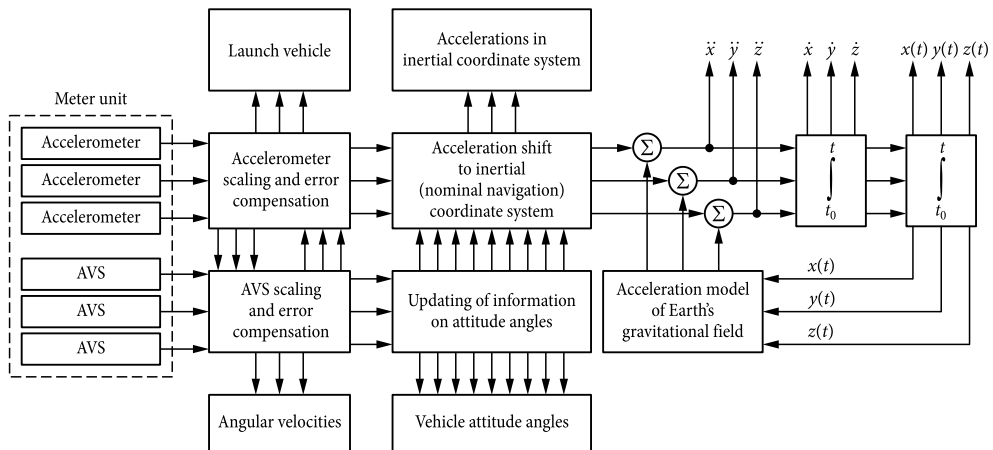 Launch vehicle
Accelerations in
inertial coordinate system
ẍ ÿ z̈
ẋ ẏ ż
x(t) y(t) z(t)
Meter unit
Accelerometer
Accelerometer
Accelerometer
Accelerometer
scaling and error
compensation
Acceleration shift
to inertial
(nominal navigation)
coordinate system
Σ
Σ
Σ
t
∫
t₀
t
∫
t₀
AVS
AVS
AVS
AVS scaling
and error
compensation
Updating of information
on attitude angles
Acceleration model
of Earth's
gravitational field
x(t)
y(t)
z(t)
Angular velocities
Vehicle attitude angles